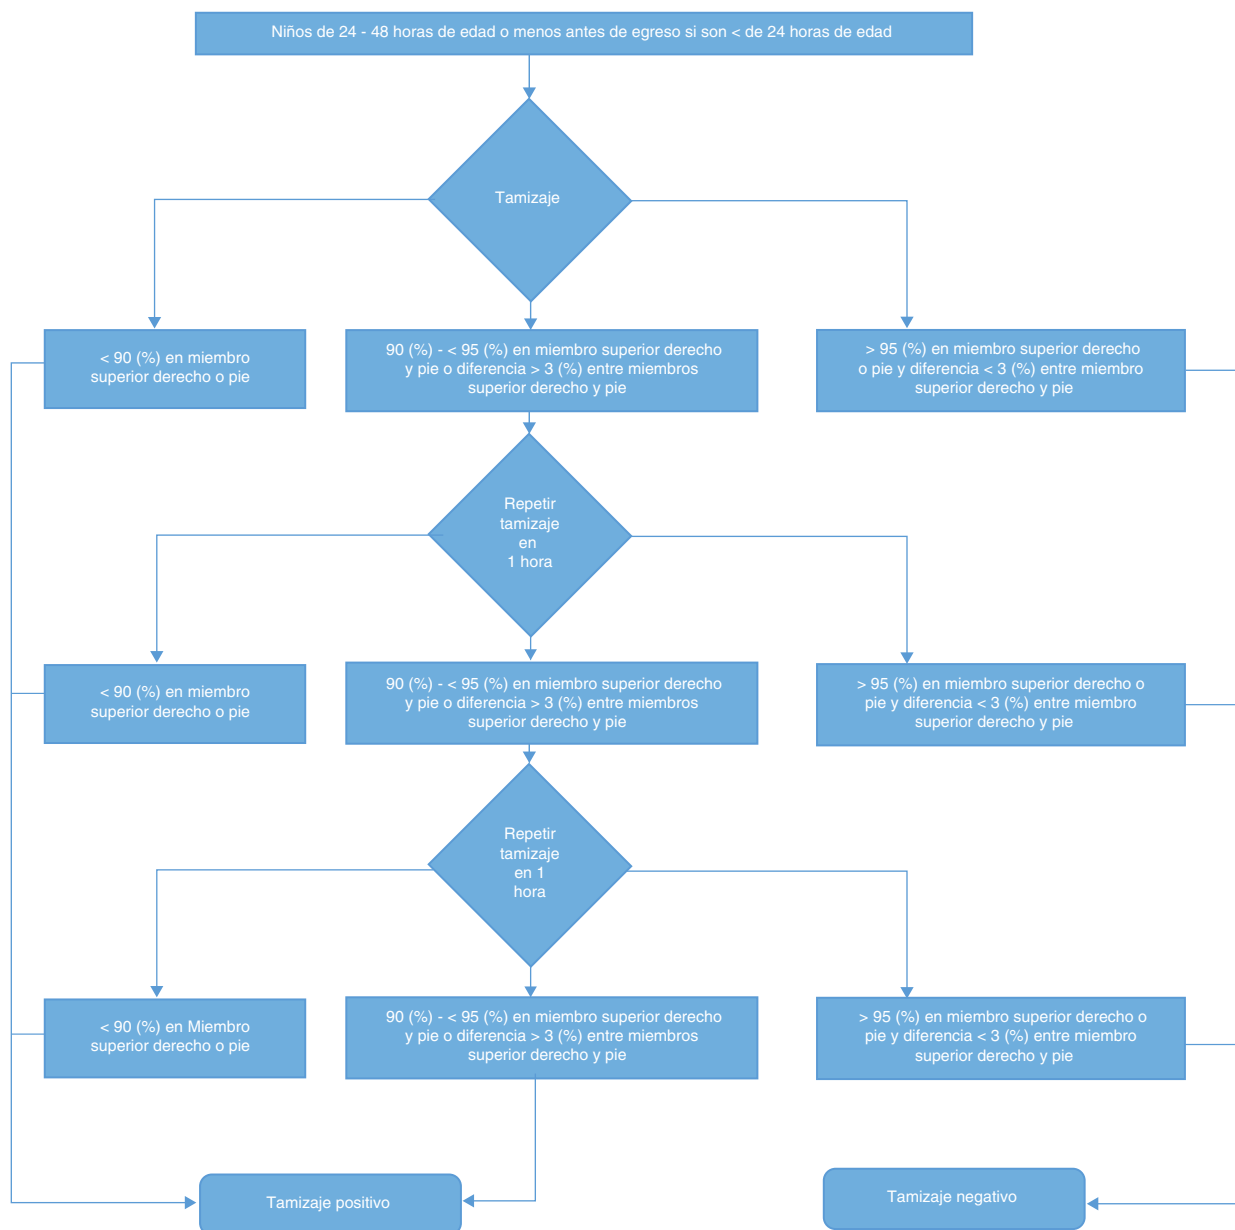 Niños de 24 - 48 horas de edad o menos antes de egreso si son < de 24 horas de edad
Tamizaje
< 90 (%) en miembro
superior derecho o pie
90 (%) - < 95 (%) en miembro superior derecho
y pie o diferencia > 3 (%) entre miembros
superior derecho y pie
> 95 (%) en miembro superior derecho
o pie y diferencia < 3 (%) entre miembro
superior derecho y pie
Repetir
tamizaje
en
1 hora
< 90 (%) en miembro
superior derecho o pie
90 (%) - < 95 (%) en miembro superior derecho
y pie o diferencia > 3 (%) entre miembros
superior derecho y pie
> 95 (%) en miembro superior derecho o
pie y diferencia < 3 (%) entre miembro
superior derecho y pie
Repetir
tamizaje
en 1
hora
< 90 (%) en Miembro
superior derecho o pie
90 (%) - < 95 (%) en miembro superior derecho
y pie o diferencia > 3 (%) entre miembros
superior derecho y pie
> 95 (%) en miembro superior derecho o
pie y diferencia < 3 (%) entre miembro
superior derecho y pie
Tamizaje positivo
Tamizaje negativo